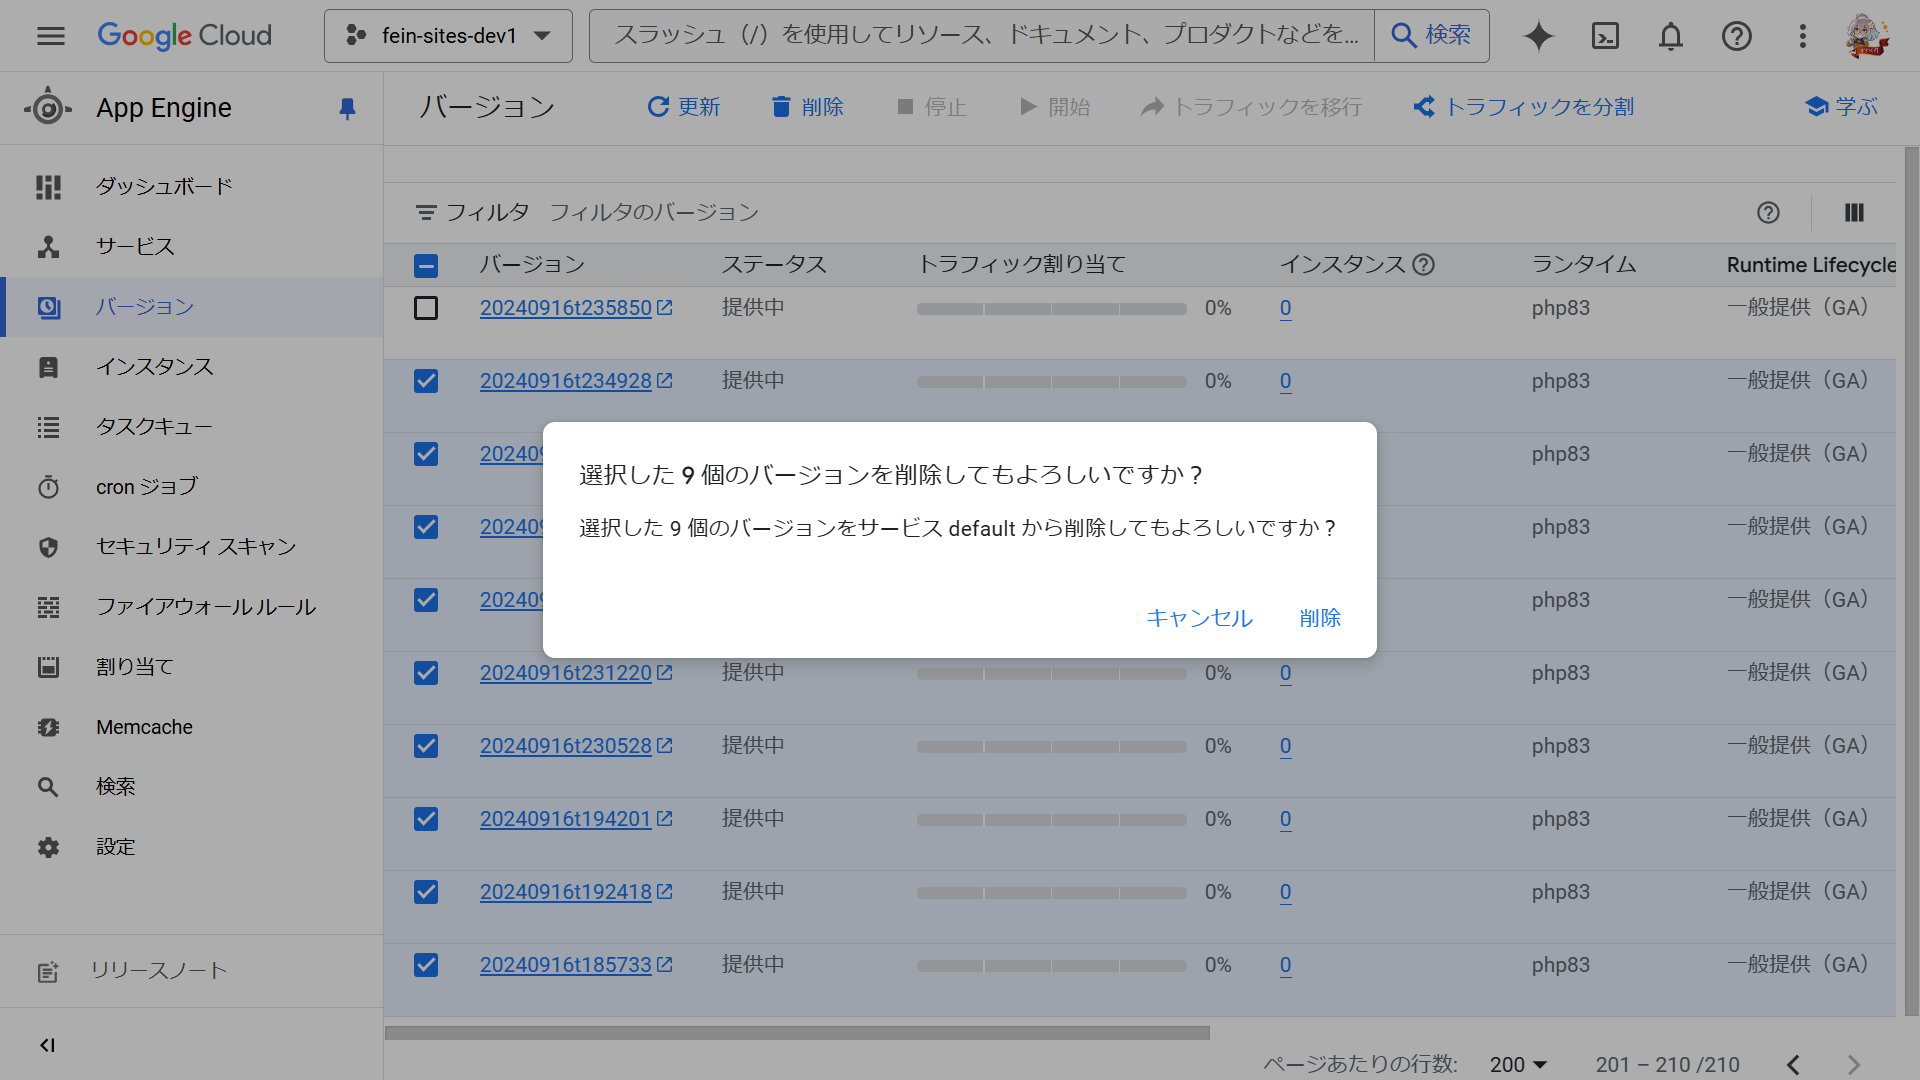 Google Cloud
fein-sites-dev1
スラッシュ（/）を使用してリソース、ドキュメント、プロダクトなどを...
検索
App Engine
バージョン
更新
削除
停止
開始
トラフィックを移行
トラフィックを分割
学ぶ
ダッシュボード
サービス
バージョン
インスタンス
タスクキュー
cron ジョブ
セキュリティ スキャン
ファイアウォール ルール
割り当て
Memcache
検索
設定
リリースノート
フィルタ フィルタのバージョン
バージョン ステータス トラフィック割り当て インスタンス ランタイム Runtime Lifecycle
20240916t235850 提供中 0% 0 php83 一般提供（GA）
20240916t234928 提供中 0% 0 php83 一般提供（GA）
php83 一般提供（GA）
php83 一般提供（GA）
php83 一般提供（GA）
選択した 9 個のバージョンを削除してもよろしいですか？
選択した 9 個のバージョンをサービス default から削除してもよろしいですか？
キャンセル 削除
20240916t231220 提供中 0% 0 php83 一般提供（GA）
20240916t230528 提供中 0% 0 php83 一般提供（GA）
20240916t194201 提供中 0% 0 php83 一般提供（GA）
20240916t192418 提供中 0% 0 php83 一般提供（GA）
20240916t185733 提供中 0% 0 php83 一般提供（GA）
ページあたりの行数: 200 201 – 210 /210